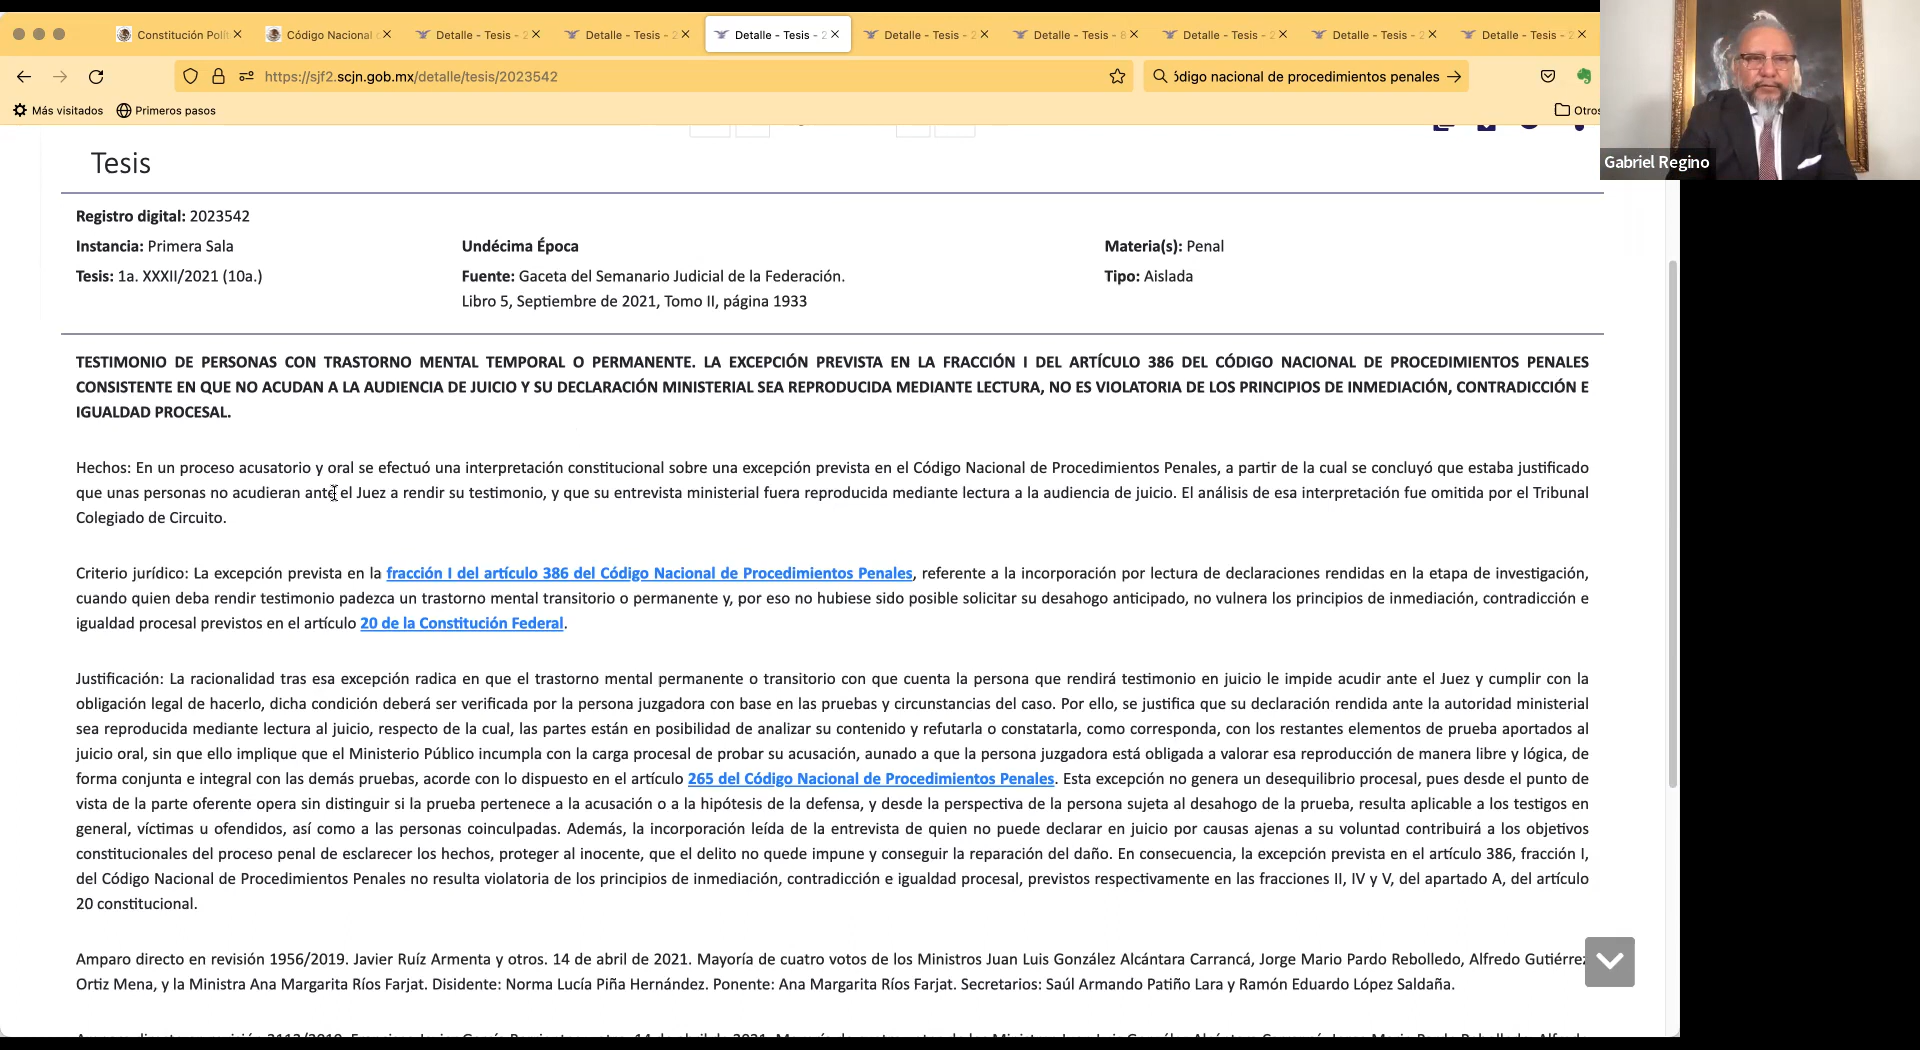 Constitución Políti
Código Nacional d
Detalle - Tesis - 2
Detalle - Tesis - 2
Detalle - Tesis - 2
Detalle - Tesis - 2
Detalle - Tesis - 8
Detalle - Tesis - 2
Detalle - Tesis - 2
Detalle - Tesis - 2
https://sjf2.scjn.gob.mx/detalle/tesis/2023542
ódigo nacional de procedimientos penales
Más visitados
Primeros pasos
Otros
Gabriel Regino
Tesis
Registro digital: 2023542
Instancia: Primera Sala
Undécima Época
Materia(s): Penal
Tesis: 1a. XXXII/2021 (10a.)
Fuente: Gaceta del Semanario Judicial de la Federación.
Libro 5, Septiembre de 2021, Tomo II, página 1933
Tipo: Aislada
TESTIMONIO DE PERSONAS CON TRASTORNO MENTAL TEMPORAL O PERMANENTE. LA EXCEPCIÓN PREVISTA EN LA FRACCIÓN I DEL ARTÍCULO 386 DEL CÓDIGO NACIONAL DE PROCEDIMIENTOS PENALES
CONSISTENTE EN QUE NO ACUDAN A LA AUDIENCIA DE JUICIO Y SU DECLARACIÓN MINISTERIAL SEA REPRODUCIDA MEDIANTE LECTURA, NO ES VIOLATORIA DE LOS PRINCIPIOS DE INMEDIACIÓN, CONTRADICCIÓN E
IGUALDAD PROCESAL.
Hechos: En un proceso acusatorio y oral se efectuó una interpretación constitucional sobre una excepción prevista en el Código Nacional de Procedimientos Penales, a partir de la cual se concluyó que estaba justificado
que unas personas no acudieran ante el Juez a rendir su testimonio, y que su entrevista ministerial fuera reproducida mediante lectura a la audiencia de juicio. El análisis de esa interpretación fue omitida por el Tribunal
Colegiado de Circuito.
Criterio jurídico: La excepción prevista en la fracción I del artículo 386 del Código Nacional de Procedimientos Penales, referente a la incorporación por lectura de declaraciones rendidas en la etapa de investigación,
cuando quien deba rendir testimonio padezca un trastorno mental transitorio o permanente y, por eso no hubiese sido posible solicitar su desahogo anticipado, no vulnera los principios de inmediación, contradicción e
igualdad procesal previstos en el artículo 20 de la Constitución Federal.
Justificación: La racionalidad tras esa excepción radica en que el trastorno mental permanente o transitorio con que cuenta la persona que rendirá testimonio en juicio le impide acudir ante el Juez y cumplir con la
obligación legal de hacerlo, dicha condición deberá ser verificada por la persona juzgadora con base en las pruebas y circunstancias del caso. Por ello, se justifica que su declaración rendida ante la autoridad ministerial
sea reproducida mediante lectura al juicio, respecto de la cual, las partes están en posibilidad de analizar su contenido y refutarla o constatarla, como corresponda, con los restantes elementos de prueba aportados al
juicio oral, sin que ello implique que el Ministerio Público incumpla con la carga procesal de probar su acusación, aunado a que la persona juzgadora está obligada a valorar esa reproducción de manera libre y lógica, de
forma conjunta e integral con las demás pruebas, acorde con lo dispuesto en el artículo 265 del Código Nacional de Procedimientos Penales. Esta excepción no genera un desequilibrio procesal, pues desde el punto de
vista de la parte oferente opera sin distinguir si la prueba pertenece a la acusación o a la hipótesis de la defensa, y desde la perspectiva de la persona sujeta al desahogo de la prueba, resulta aplicable a los testigos en
general, víctimas u ofendidos, así como a las personas coinculpadas. Además, la incorporación leída de la entrevista de quien no puede declarar en juicio por causas ajenas a su voluntad contribuirá a los objetivos
constitucionales del proceso penal de esclarecer los hechos, proteger al inocente, que el delito no quede impune y conseguir la reparación del daño. En consecuencia, la excepción prevista en el artículo 386, fracción I,
del Código Nacional de Procedimientos Penales no resulta violatoria de los principios de inmediación, contradicción e igualdad procesal, previstos respectivamente en las fracciones II, IV y V, del apartado A, del artículo
20 constitucional.
Amparo directo en revisión 1956/2019. Javier Ruíz Armenta y otros. 14 de abril de 2021. Mayoría de cuatro votos de los Ministros Juan Luis González Alcántara Carrancá, Jorge Mario Pardo Rebolledo, Alfredo Gutiérrez
Ortiz Mena, y la Ministra Ana Margarita Ríos Farjat. Disidente: Norma Lucía Piña Hernández. Ponente: Ana Margarita Ríos Farjat. Secretarios: Saúl Armando Patiño Lara y Ramón Eduardo López Saldaña.